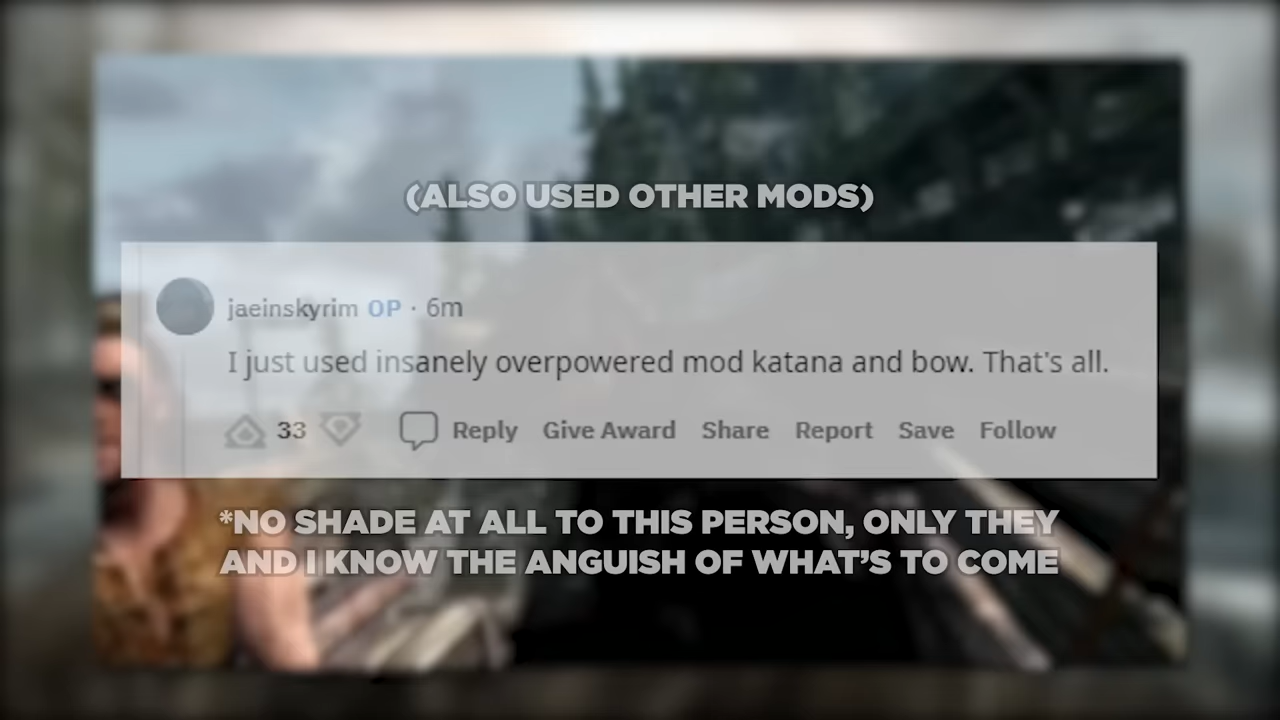 (ALSO USED OTHER MODS)
jaeinskyrim OP · 6m
I just used insanely overpowered mod katana and bow. That's all.
33 Reply Give Award Share Report Save Follow
*NO SHADE AT ALL TO THIS PERSON, ONLY THEY
AND I KNOW THE ANGUISH OF WHAT’S TO COME